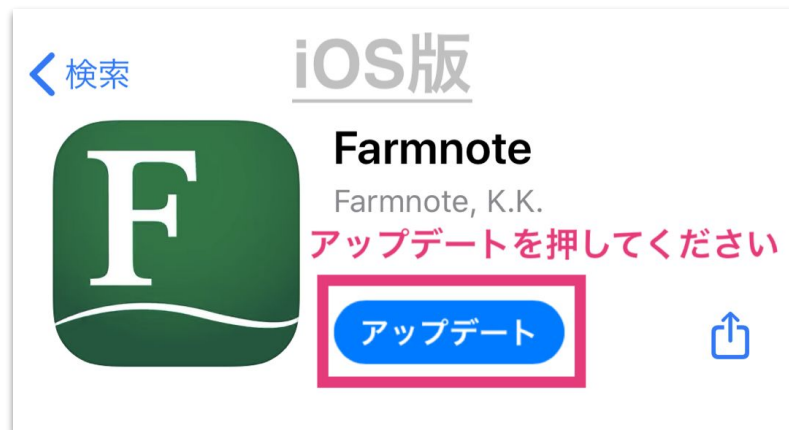 iOS版
検索
F
Farmnote
Farmnote, K.K.
アップデートを押してください
アップデート